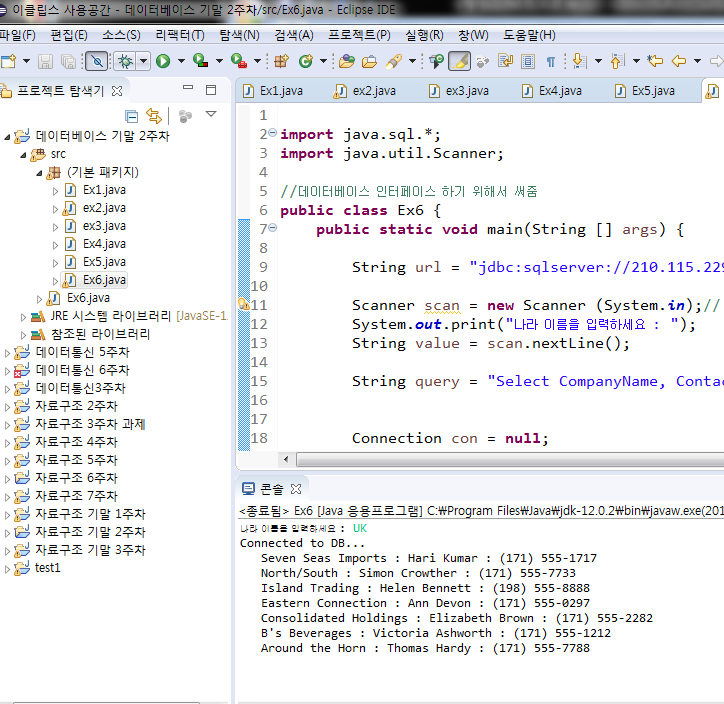 이클립스 사용공간 - 데이터베이스 기말 2주차/src/Ex6.java - Eclipse IDE
파일(F) 편집(E) 소스(S) 리팩터(T) 탐색(N) 검색(A) 프로젝트(P) 실행(R) 창(W) 도움말(H)
프로젝트 탐색기
Ex1.java ex2.java ex3.java Ex4.java Ex5.java
데이터베이스 기말 2주차
src
(기본 패키지)
Ex1.java
ex2.java
ex3.java
Ex4.java
Ex5.java
Ex6.java
Ex6.java
JRE 시스템 라이브러리 [JavaSE-1.
참조된 라이브러리
데이터통신 5주차
데이터통신 6주차
데이터통신3주차
자료구조 2주차
자료구조 3주차 과제
자료구조 4주차
자료구조 5주차
자료구조 6주차
자료구조 7주차
자료구조 기말 1주차
자료구조 기말 2주차
자료구조 기말 3주차
test1
1
2 import java.sql.*;
3 import java.util.Scanner;
4
5 //데이터베이스 인터페이스 하기 위해서 써줌
6 public class Ex6 {
7 public static void main(String [] args) {
8
9 String url = "jdbc:sqlserver://210.115.229
10
11 Scanner scan = new Scanner (System.in);//
12 System.out.print("나라 이름을 입력하세요 : ");
13 String value = scan.nextLine();
14
15 String query = "Select CompanyName, Contac
16
17
18 Connection con = null;
콘솔
<종료됨> Ex6 [Java 응용프로그램] C:₩Program Files₩Java₩jdk-12.0.2₩bin₩javaw.exe(201
나라 이름을 입력하세요 : UK
Connected to DB...
Seven Seas Imports : Hari Kumar : (171) 555-1717
North/South : Simon Crowther : (171) 555-7733
Island Trading : Helen Bennett : (198) 555-8888
Eastern Connection : Ann Devon : (171) 555-0297
Consolidated Holdings : Elizabeth Brown : (171) 555-2282
B's Beverages : Victoria Ashworth : (171) 555-1212
Around the Horn : Thomas Hardy : (171) 555-7788